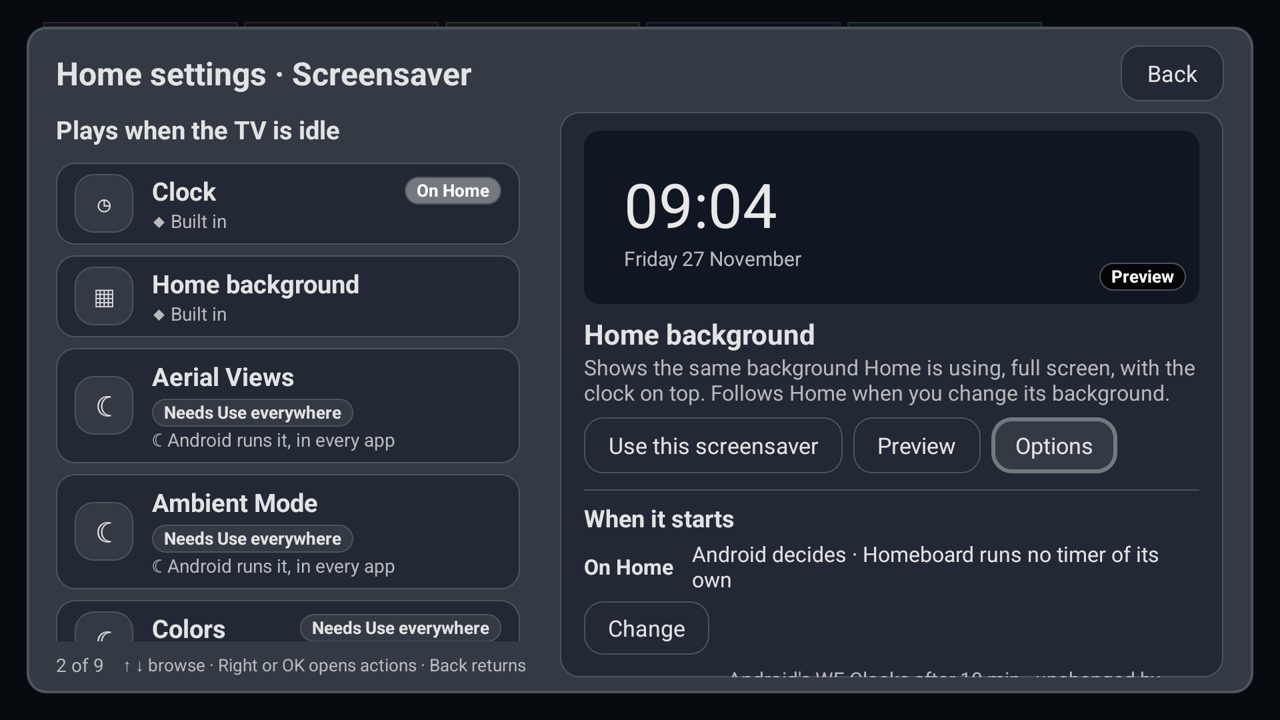 Home settings · Screensaver
Back
Plays when the TV is idle
Clock
On Home
◆ Built in
Home background
◆ Built in
Aerial Views
Needs Use everywhere
☾ Android runs it, in every app
Ambient Mode
Needs Use everywhere
☾ Android runs it, in every app
Colors
Needs Use everywhere
2 of 9
↑ ↓ browse · Right or OK opens actions · Back returns
09:04
Friday 27 November
Preview
Home background
Shows the same background Home is using, full screen, with the
clock on top. Follows Home when you change its background.
Use this screensaver
Preview
Options
When it starts
On Home
Android decides · Homeboard runs no timer of its
own
Change